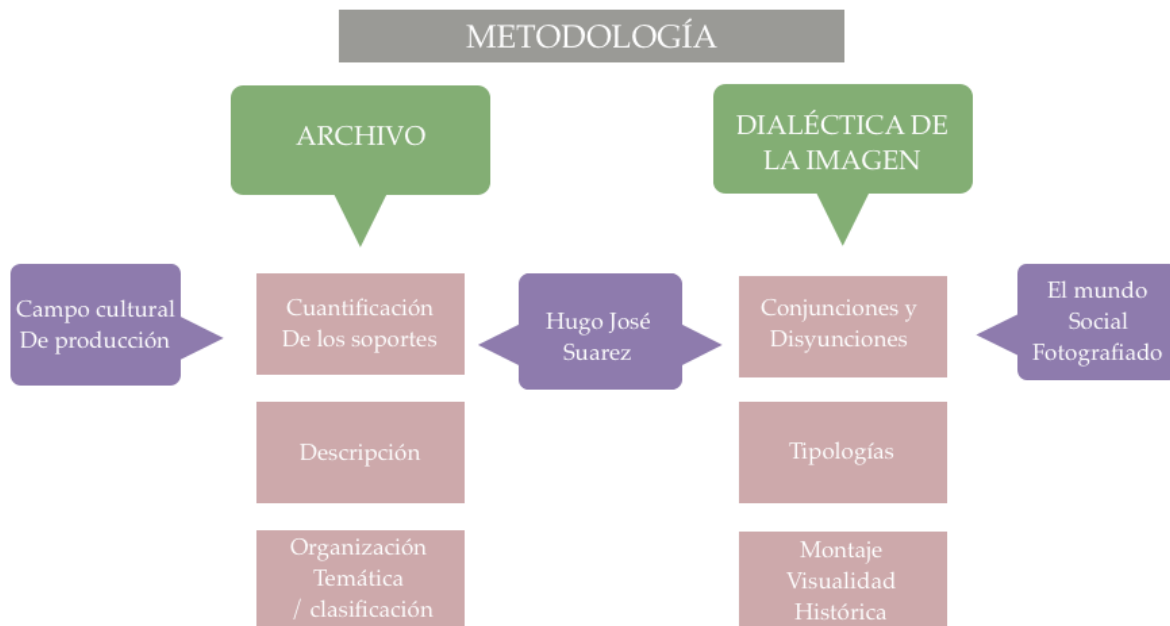 METODOLOGÍA
ARCHIVO
DIALÉCTICA DE
LA IMAGEN
Campo cultural
De producción
Cuantificación
De los soportes
Hugo José
Suarez
Conjunciones y
Disyunciones
El mundo
Social
Fotografiado
Descripción
Tipologías
Organización
Temática
/ clasificación
Montaje
Visualidad
Histórica